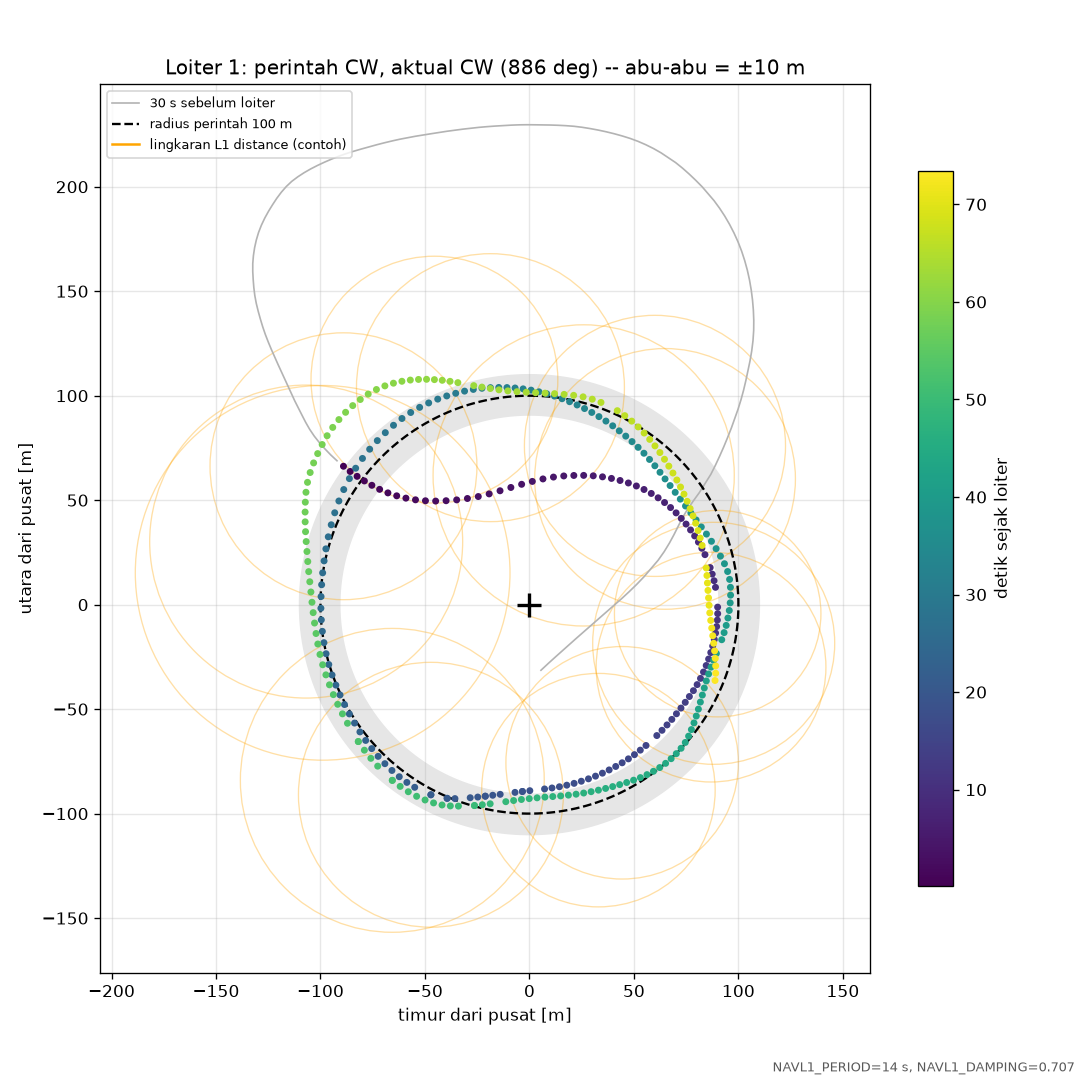 Loiter 1: perintah CW, aktual CW (886 deg) -- abu-abu = ±10 m
30 s sebelum loiter
radius perintah 100 m
lingkaran L1 distance (contoh)
200
150
100
50
0
−50
−100
−150
utara dari pusat [m]
−200
−150
−100
−50
0
50
100
150
timur dari pusat [m]
70
60
50
40
30
20
10
detik sejak loiter
NAVL1_PERIOD=14 s, NAVL1_DAMPING=0.707